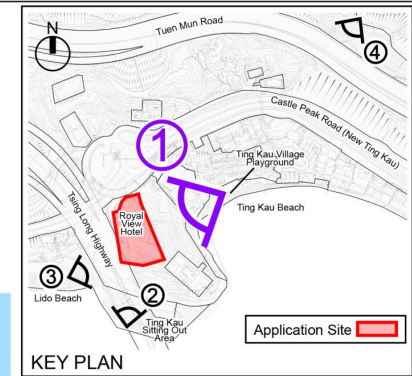 N
Tuen Mun Road
4
Castle Peak Road (New Ting Kau)
1
Ting Kau Village
Playground
Ting Kau Beach
Tsing Long Highway
Royal
View
Hotel
3
Lido Beach
2
Ting Kau
Sitting Out
Area
Application Site
KEY PLAN